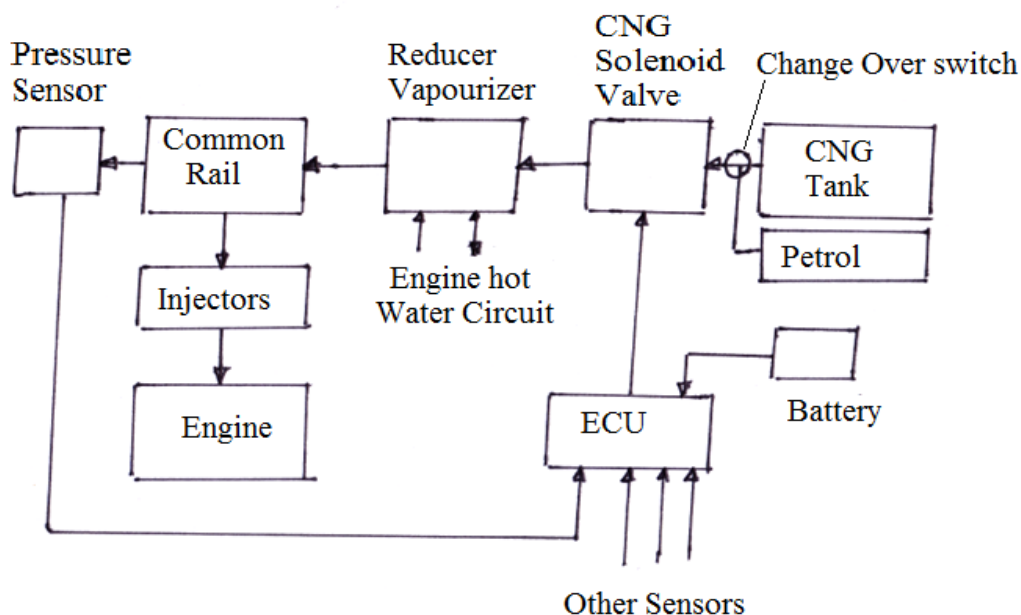 Pressure
Sensor
Common
Rail
Injectors
Engine
Reducer
Vapourizer
Engine hot
Water Circuit
CNG
Solenoid
Valve
Change Over switch
CNG
Tank
Petrol
Battery
ECU
Other Sensors